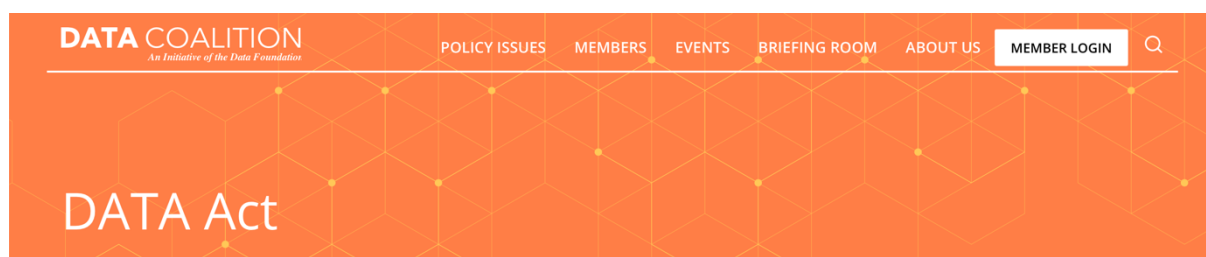 DATA COALITION
An Initiative of the Data Foundation
POLICY ISSUES MEMBERS EVENTS BRIEFING ROOM ABOUT US MEMBER LOGIN
DATA Act